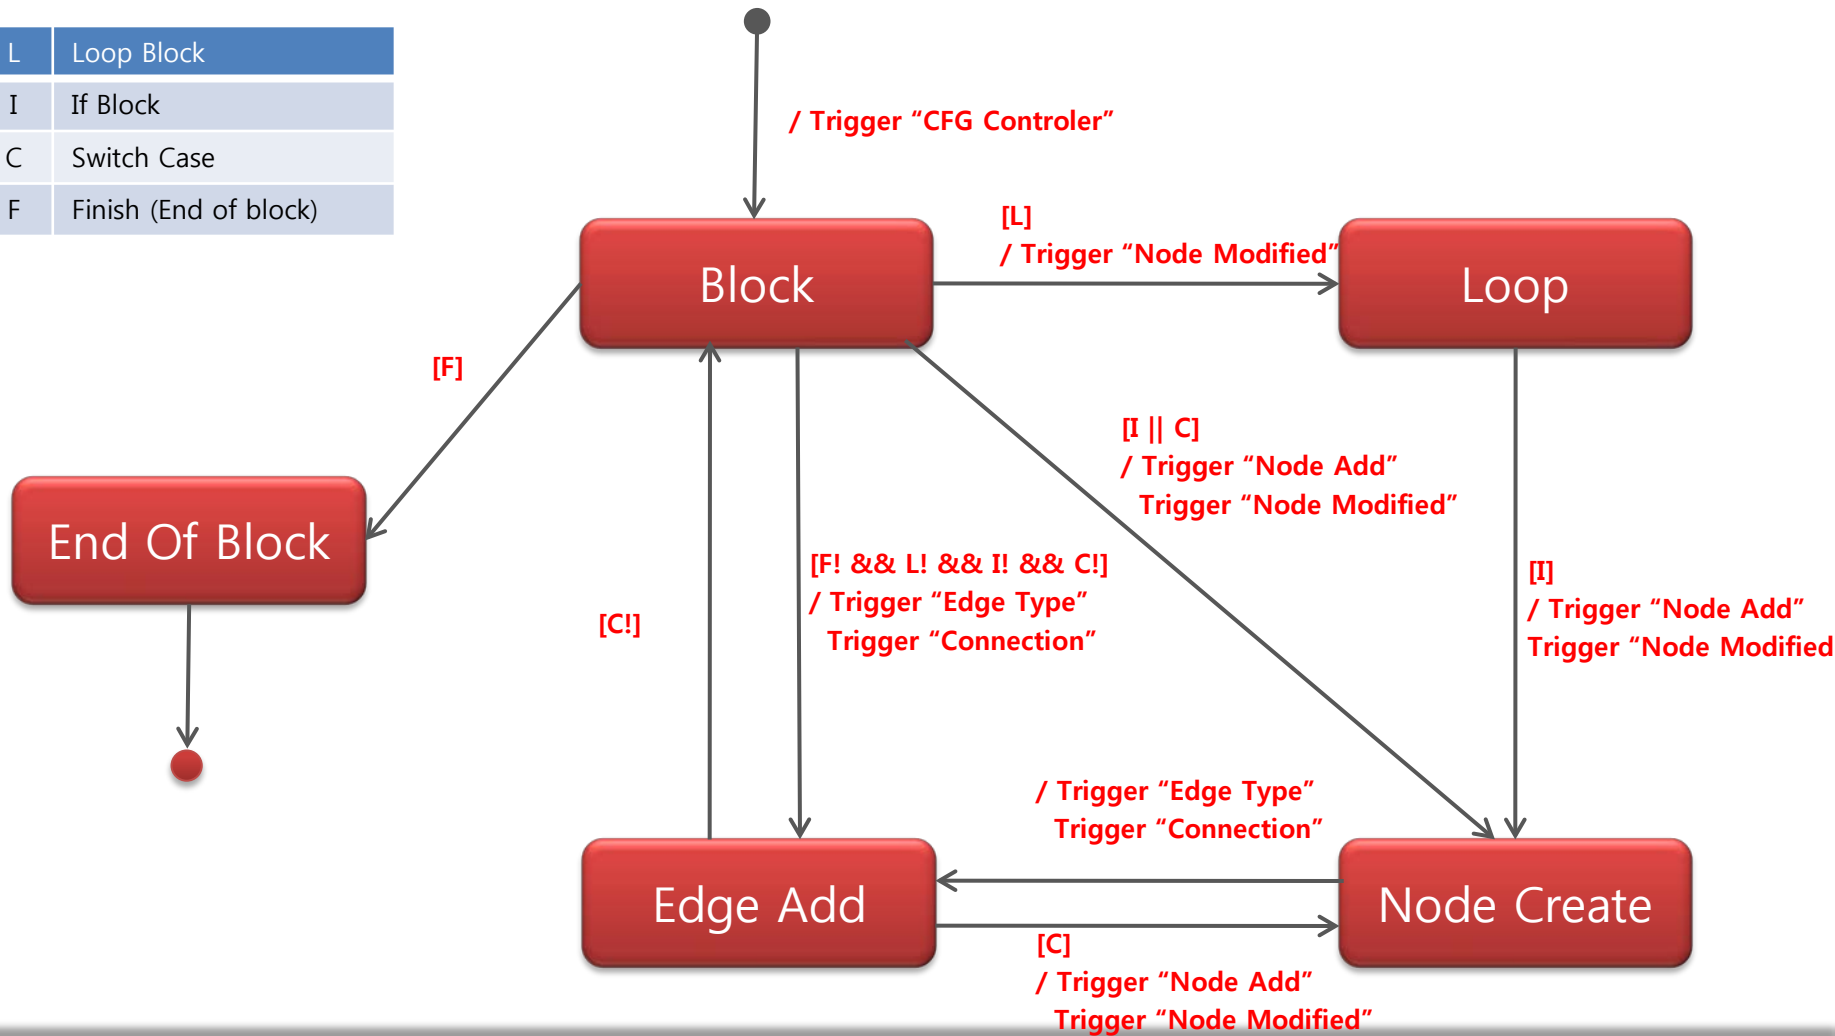 L Loop Block
I If Block
C Switch Case
F Finish (End of block)
/ Trigger “CFG Controler”
[L]
/ Trigger “Node Modified”
Block
Loop
[F]
[I || C]
/ Trigger “Node Add”
Trigger “Node Modified”
End Of Block
[F! && L! && I! && C!]
/ Trigger “Edge Type”
Trigger “Connection”
[C!]
[I]
/ Trigger “Node Add”
Trigger “Node Modified
/ Trigger “Edge Type”
Trigger “Connection”
Edge Add
Node Create
[C]
/ Trigger “Node Add”
Trigger “Node Modified”